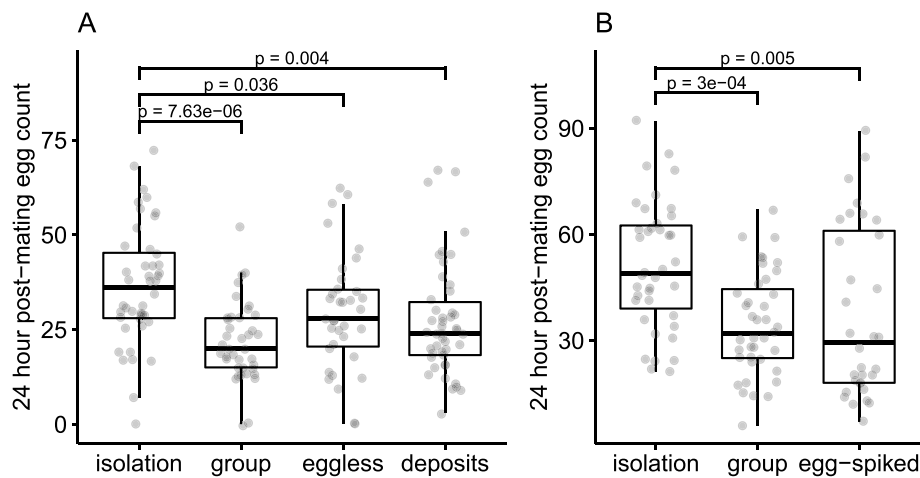 A
24 hour post−mating egg count
p = 0.004
p = 0.036
p = 7.63e−06
75
50
25
0
isolation group eggless deposits
B
24 hour post−mating egg count
p = 0.005
p = 3e−04
90
60
30
isolation group egg−spiked